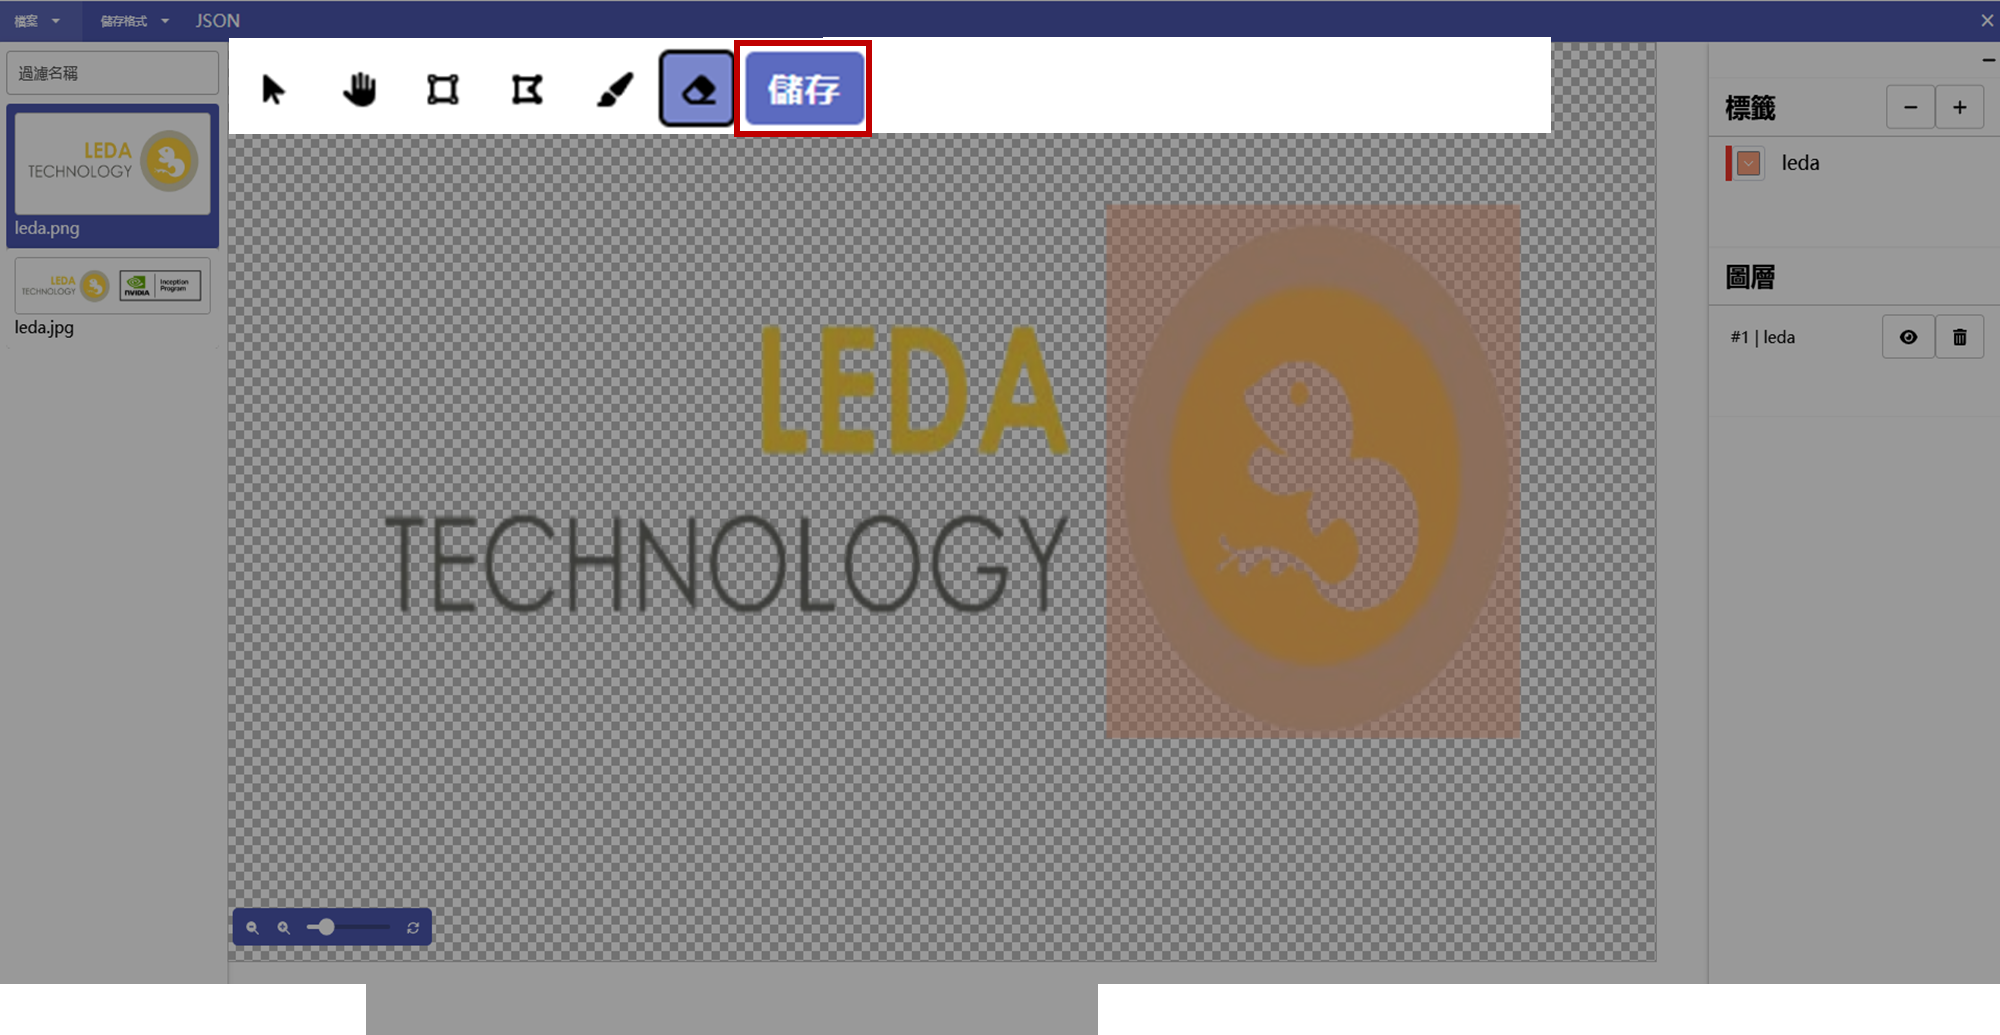 檔案 儲存格式 JSON
過濾名稱
儲存
LEDA
TECHNOLOGY
leda.png
LEDA
TECHNOLOGY
NVIDIA
Inception
Program
leda.jpg
LEDA
TECHNOLOGY
標籤
leda
圖層
#1 | leda